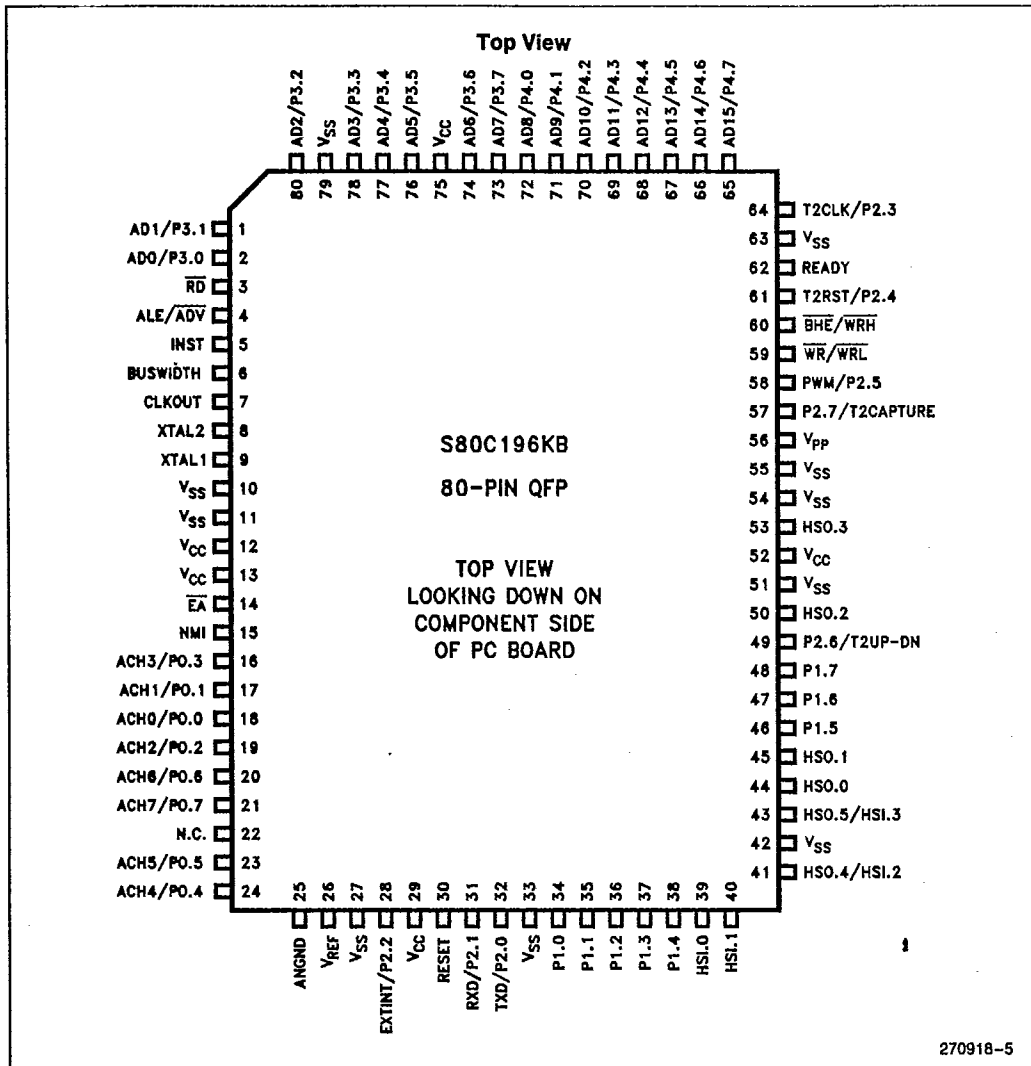 Top View
AD2/P3.2
VSS
AD3/P3.3
AD4/P3.4
AD5/P3.5
VCC
AD6/P3.6
AD7/P3.7
AD8/P4.0
AD9/P4.1
AD10/P4.2
AD11/P4.3
AD12/P4.4
AD13/P4.5
AD14/P4.6
AD15/P4.7
80 79 78 77 76 75 74 73 72 71 70 69 68 67 66 65
AD1/P3.1 1
AD0/P3.0 2
R̅D̅ 3
ALE/A̅D̅V̅ 4
INST 5
BUSWIDTH 6
CLKOUT 7
XTAL2 8
XTAL1 9
VSS 10
VSS 11
VCC 12
VCC 13
E̅A̅ 14
NMI 15
ACH3/P0.3 16
ACH1/P0.1 17
ACH0/P0.0 18
ACH2/P0.2 19
ACH6/P0.6 20
ACH7/P0.7 21
N.C. 22
ACH5/P0.5 23
ACH4/P0.4 24
S80C196KB
80-PIN QFP
TOP VIEW
LOOKING DOWN ON
COMPONENT SIDE
OF PC BOARD
64 T2CLK/P2.3
63 VSS
62 READY
61 T2RST/P2.4
60 B̅H̅E̅/W̅R̅H̅
59 W̅R̅/W̅R̅L̅
58 PWM/P2.5
57 P2.7/T2CAPTURE
56 VPP
55 VSS
54 VSS
53 HSO.3
52 VCC
51 VSS
50 HSO.2
49 P2.6/T2UP-DN
48 P1.7
47 P1.6
46 P1.5
45 HSO.1
44 HSO.0
43 HSO.5/HSI.3
42 VSS
41 HSO.4/HSI.2
25 26 27 28 29 30 31 32 33 34 35 36 37 38 39 40
ANGND
VREF
VSS
EXTINT/P2.2
VCC
RESET
RXD/P2.1
TXD/P2.0
VSS
P1.0
P1.1
P1.2
P1.3
P1.4
HSI.0
HSI.1
270918-5